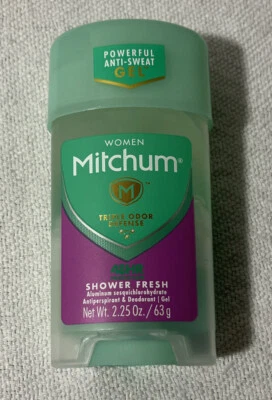 POWERFUL
ANTI-SWEAT
GEL
WOMEN
Mitchum®
M
ODOR
DEFENSE
SHOWER FRESH
Aluminum sesquichlorohydrate
Antiperspirant & Deodorant | Gel
Net Wt. 2.25 Oz. / 63 g